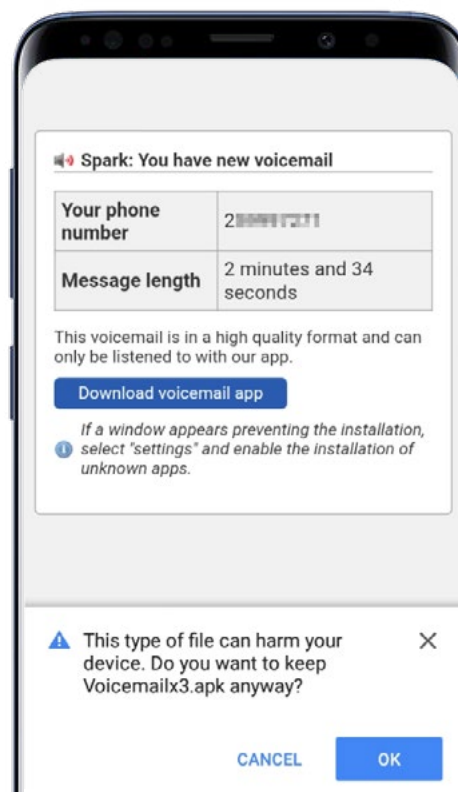 Spark: You have new voicemail
Your phone
number
2
Message length
2 minutes and 34
seconds
This voicemail is in a high quality format and can
only be listened to with our app.
Download voicemail app
If a window appears preventing the installation,
select "settings" and enable the installation of
unknown apps.
This type of file can harm your
device. Do you want to keep
Voicemailx3.apk anyway?
CANCEL
OK